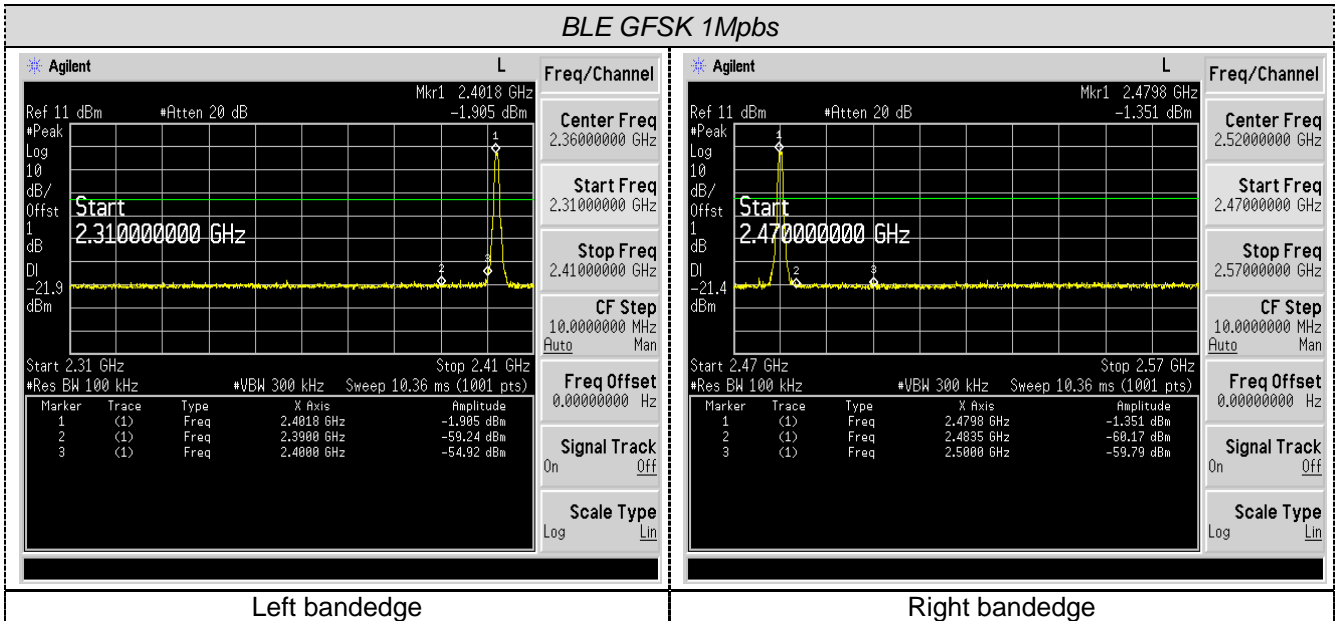 BLE GFSK 1Mpbs
Agilent L
Mkr1 2.4018 GHz
Ref 11 dBm #Atten 20 dB -1.905 dBm
#Peak
Log
10
dB/
Offst
1
dB
DI
-21.9
dBm
1
2
3
Start
2.310000000 GHz
Start 2.31 GHz Stop 2.41 GHz
#Res BW 100 kHz #VBW 300 kHz Sweep 10.36 ms (1001 pts)
Marker Trace Type X Axis Amplitude
1 (1) Freq 2.4018 GHz -1.905 dBm
2 (1) Freq 2.3900 GHz -59.24 dBm
3 (1) Freq 2.4000 GHz -54.92 dBm
Freq/Channel
Center Freq
2.36000000 GHz
Start Freq
2.31000000 GHz
Stop Freq
2.41000000 GHz
CF Step
10.0000000 MHz
Auto Man
Freq Offset
0.00000000 Hz
Signal Track
On Off
Scale Type
Log Lin
Left bandedge
Agilent L
Mkr1 2.4798 GHz
Ref 11 dBm #Atten 20 dB -1.351 dBm
#Peak
Log
10
dB/
Offst
1
dB
DI
-21.4
dBm
1
2
3
Start
2.470000000 GHz
Start 2.47 GHz Stop 2.57 GHz
#Res BW 100 kHz #VBW 300 kHz Sweep 10.36 ms (1001 pts)
Marker Trace Type X Axis Amplitude
1 (1) Freq 2.4798 GHz -1.351 dBm
2 (1) Freq 2.4835 GHz -60.17 dBm
3 (1) Freq 2.5000 GHz -59.79 dBm
Freq/Channel
Center Freq
2.52000000 GHz
Start Freq
2.47000000 GHz
Stop Freq
2.57000000 GHz
CF Step
10.0000000 MHz
Auto Man
Freq Offset
0.00000000 Hz
Signal Track
On Off
Scale Type
Log Lin
Right bandedge